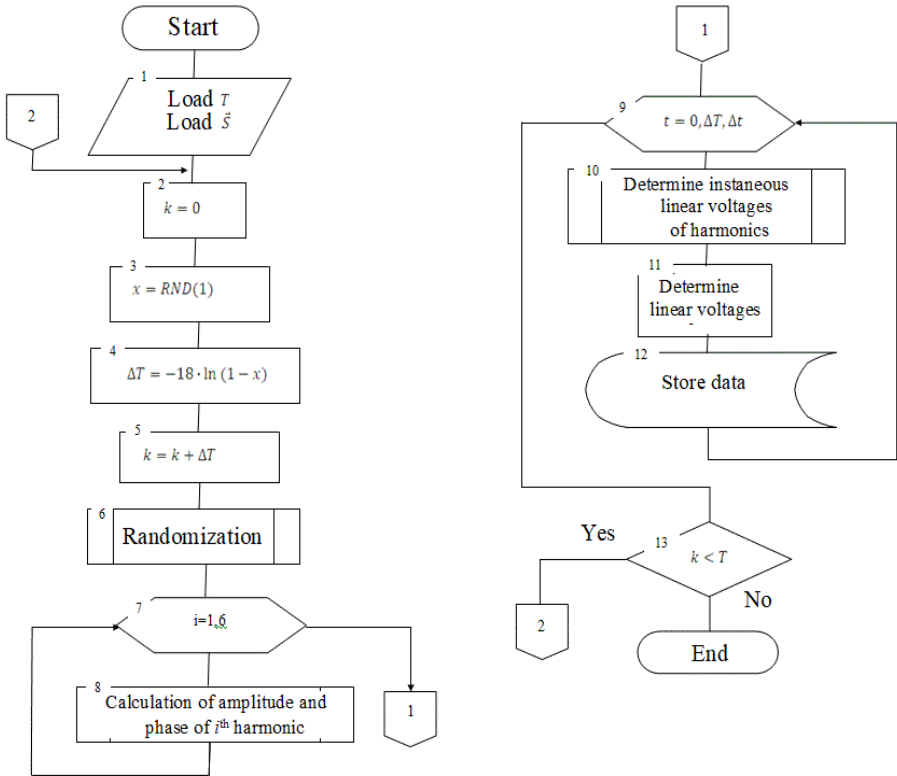 Start
1
Load T
Load S⃗
2
2
k = 0
3
x = RND(1)
4
ΔT = −18 · ln (1 − x)
5
k = k + ΔT
6
Randomization
7
i=1,6
8
Calculation of amplitude and
phase of iᵗʰ harmonic
1
1
9
t = 0, ΔT, Δt
10
Determine instaneous
linear voltages
of harmonics
11
Determine
linear voltages
12
Store data
13
k < T
Yes
No
2
End